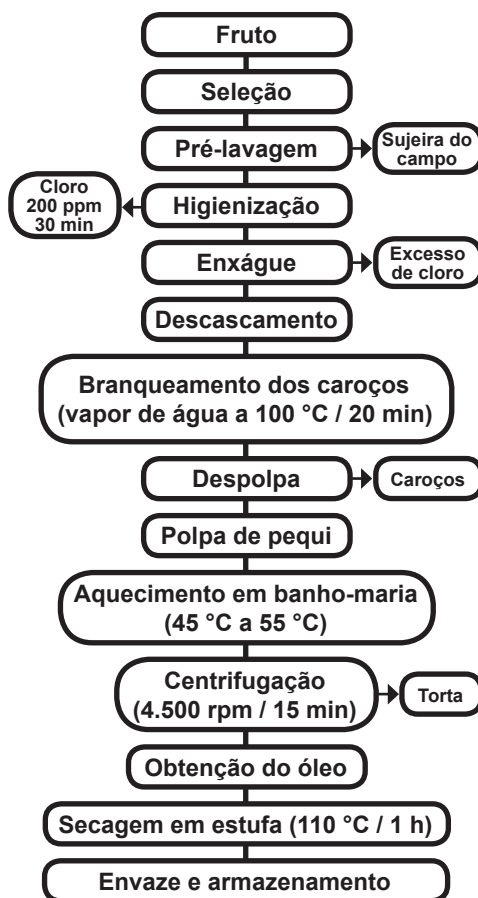 Fruto
Seleção
Pré-lavagem
Sujeira do
campo
Cloro
200 ppm
30 min
Higienização
Enxágue
Excesso
de cloro
Descascamento
Branqueamento dos caroços
(vapor de água a 100 °C / 20 min)
Despolpa
Caroços
Polpa de pequi
Aquecimento em banho-maria
(45 °C a 55 °C)
Centrifugação
(4.500 rpm / 15 min)
Torta
Obtenção do óleo
Secagem em estufa (110 °C / 1 h)
Envaze e armazenamento